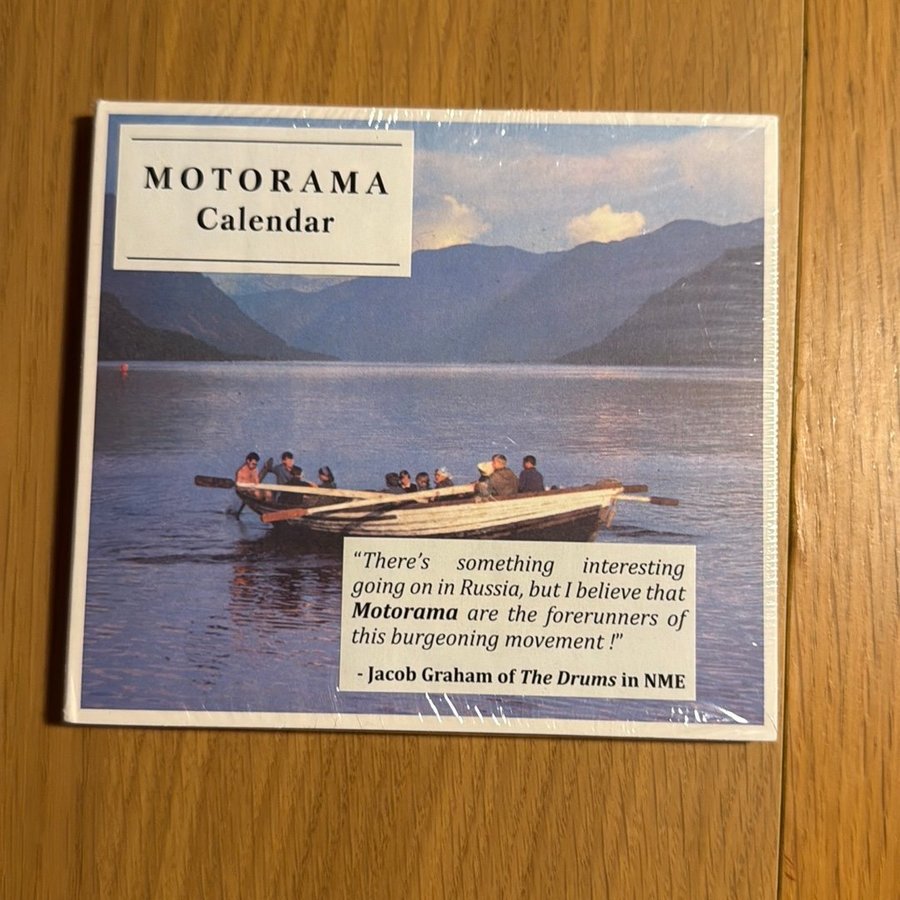 MOTORAMA
Calendar
“There’s something interesting
going on in Russia, but I believe that
Motorama are the forerunners of
this burgeoning movement !”
- Jacob Graham of The Drums in NME